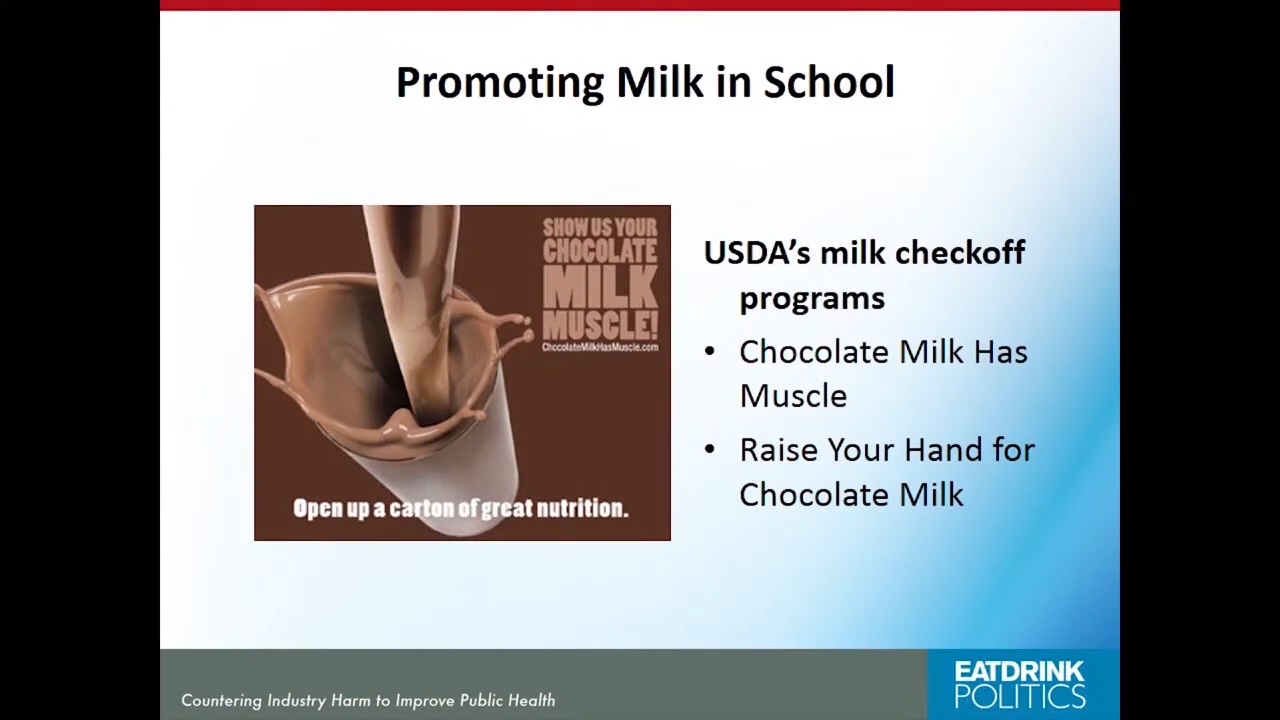 Promoting Milk in School
SHOW US YOUR
CHOCOLATE
MILK
MUSCLE!
ChocolateMilkHasMuscle.com
Open up a carton of great nutrition.
USDA’s milk checkoff
programs
• Chocolate Milk Has
Muscle
• Raise Your Hand for
Chocolate Milk
Countering Industry Harm to Improve Public Health
EATDRINK
POLITICS